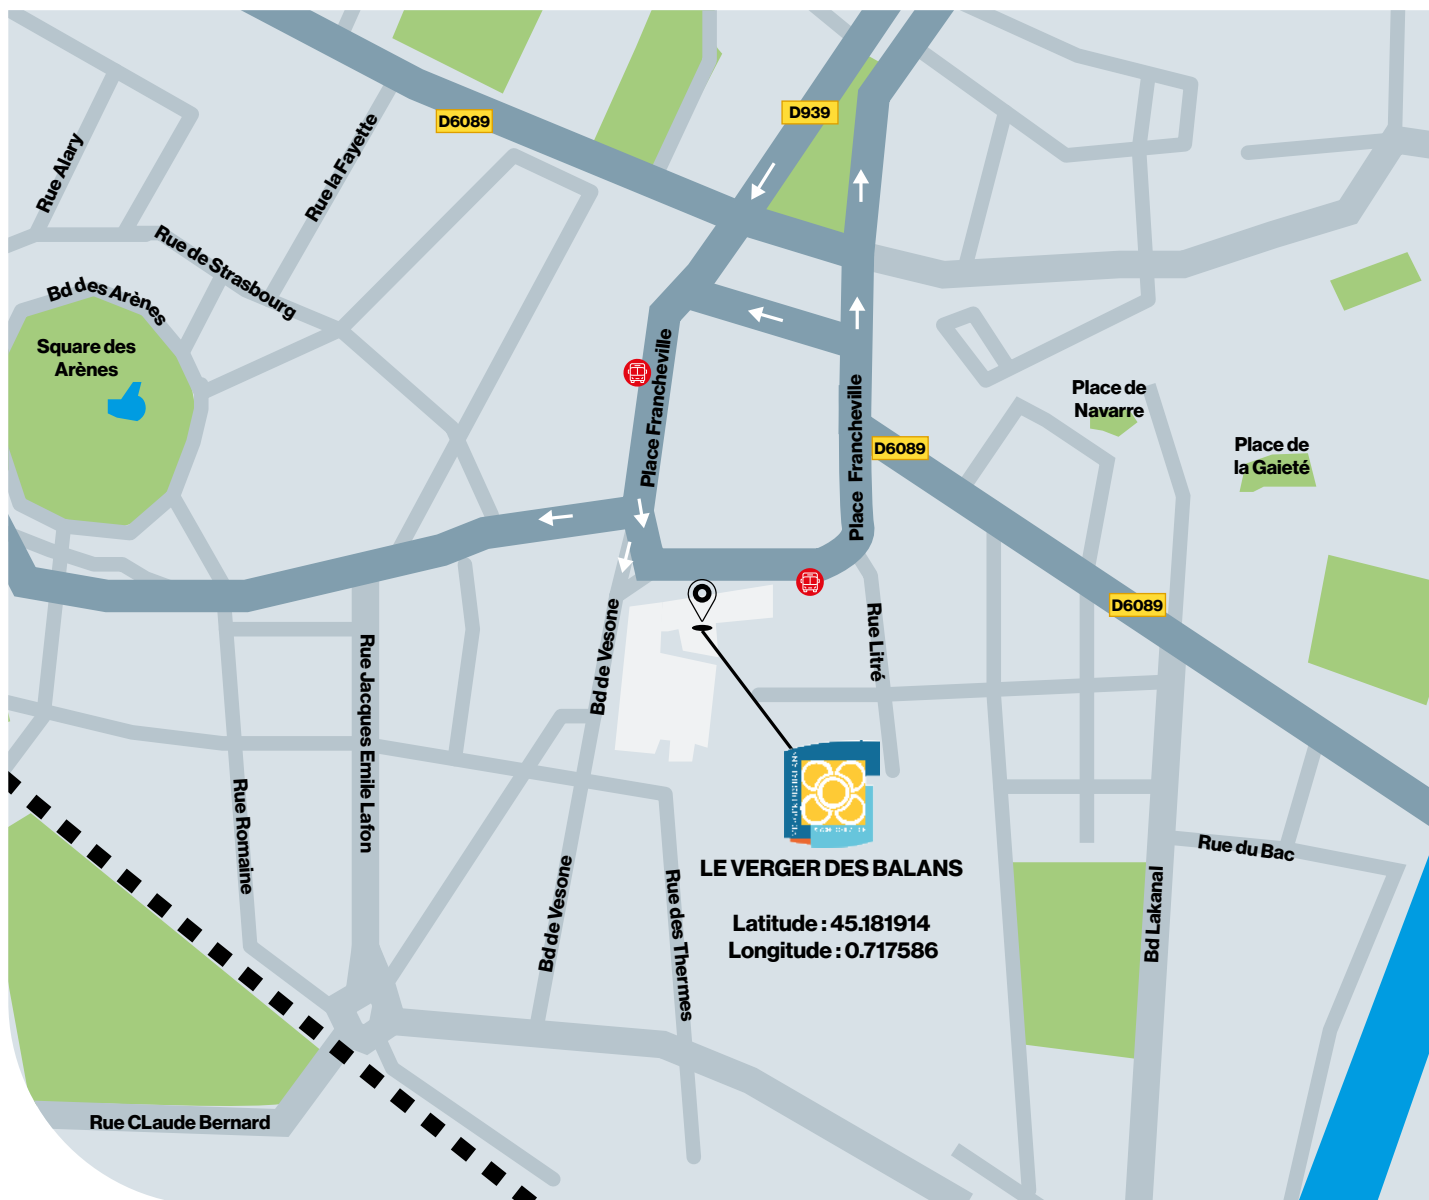 D6089
D939
Rue Alary
Rue la Fayette
Rue de Strasbourg
Bd des Arènes
Square des
Arènes
Place Francheville
Place Francheville
D6089
Place de
Navarre
Place de
la Gaieté
D6089
Bd de Vesone
Rue Litré
Rue Jacques Emile Lafon
Rue Romaine
Rue du Bac
LE VERGER DES BALANS
Latitude : 45.181914
Longitude : 0.717586
Bd de Vesone
Rue des Thermes
Bd Lakanal
Rue CLaude Bernard